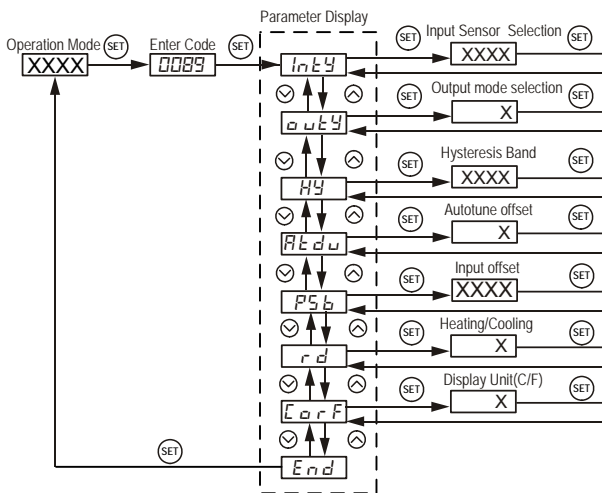 Parameter Display
Operation Mode SET Enter Code SET
XXXX 0089 IntY
SET Input Sensor Selection SET
XXXX
outY
SET Output mode selection SET
X
HY
SET Hysteresis Band SET
XXXX
Atdu
SET Autotune offset SET
X
PSb
SET Input offset SET
XXXX
rd
SET Heating/Cooling SET
X
CorF
SET Display Unit(C/F) SET
X
SET
End